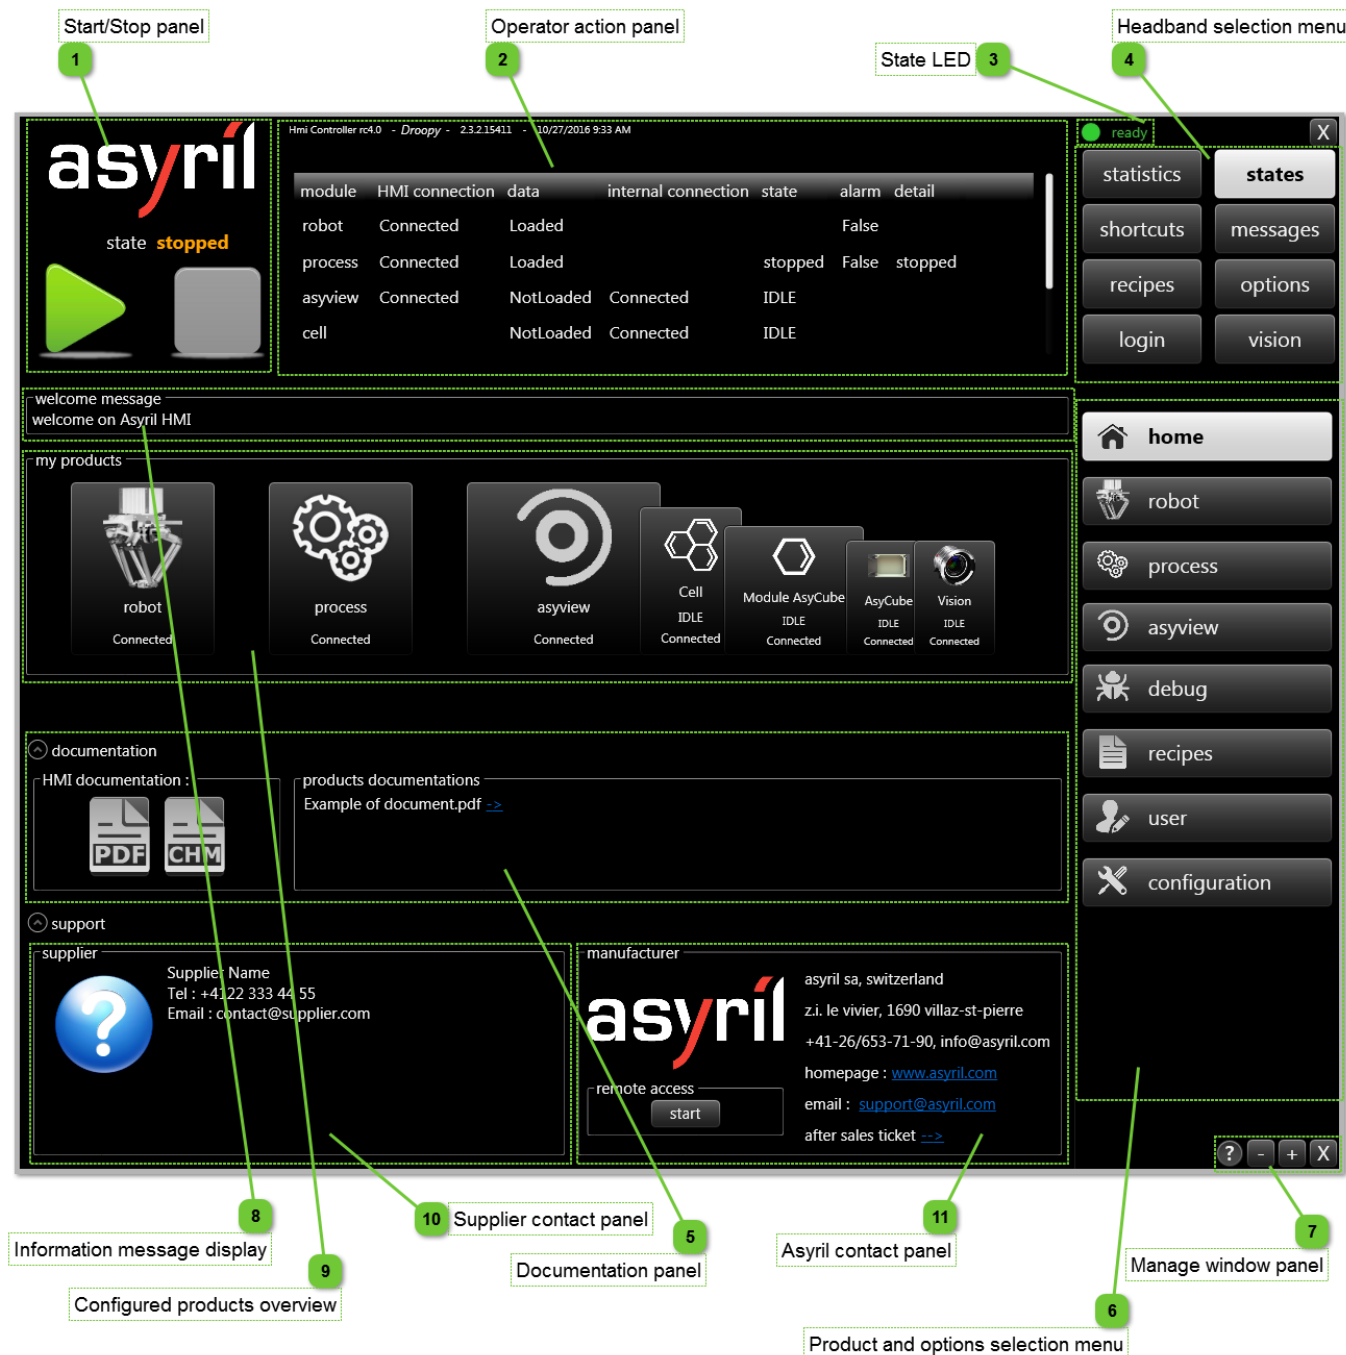 Start/Stop panel
1
Operator action panel
2
State LED 3
Headband selection menu
4
asyril
state stopped
Hmi Controller rc4.0 - Droopy - 2.3.2.15411 - 10/27/2016 9:33 AM
module HMI connection data internal connection state alarm detail
robot Connected Loaded False
process Connected Loaded stopped False stopped
asyview Connected NotLoaded Connected IDLE
cell NotLoaded Connected IDLE
ready
X
statistics states
shortcuts messages
recipes options
login vision
welcome message
welcome on Asyril HMI
my products
robot
Connected
process
Connected
asyview
Connected
Cell
IDLE
Connected
Module AsyCube
IDLE
Connected
AsyCube
IDLE
Connected
Vision
IDLE
Connected
home
robot
process
asyview
debug
recipes
user
configuration
documentation
HMI documentation :
PDF CHM
products documentations
Example of document.pdf -->
support
supplier
?
Supplier Name
Tel : +4122 333 44 55
Email : contact@supplier.com
manufacturer
asyril
remote access
start
asyril sa, switzerland
z.i. le vivier, 1690 villaz-st-pierre
+41-26/653-71-90, info@asyril.com
homepage : www.asyril.com
email : support@asyril.com
after sales ticket -->
? - + X
8
Information message display
9
Configured products overview
10 Supplier contact panel
5
Documentation panel
11
Asyril contact panel
7
Manage window panel
6
Product and options selection menu